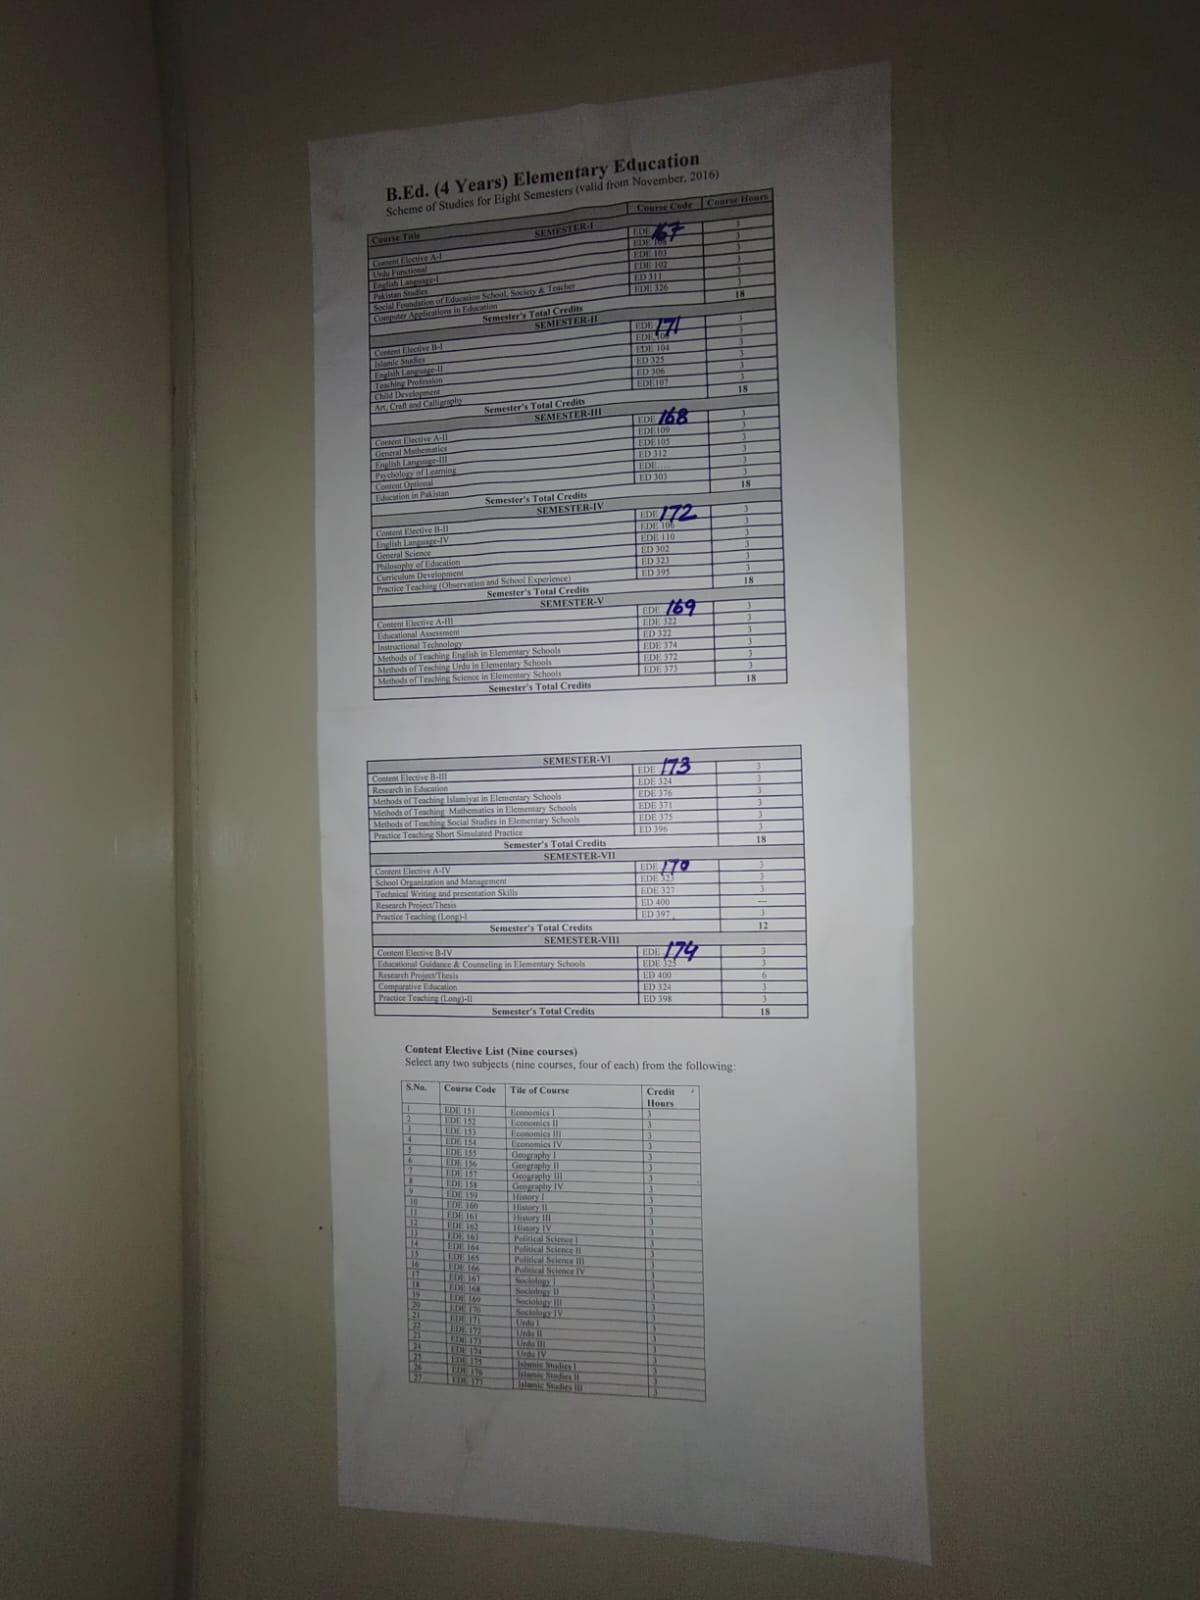 B.Ed. (4 Years) Elementary Education
Scheme of Studies for Eight Semesters (valid from November, 2016)
Course Title Course Code Course Hours
SEMESTER-I
Content Elective A-I EDE 167 3
Urdu Functional EDE 3
English Language-I EDE 103 3
Pakistan Studies EDE 102 3
Social Foundation of Education School, Society & Teacher ED 311 3
Computer Applications in Education EDE 326 3
Semester's Total Credits 18
SEMESTER-II
Content Elective B-I EDE 171 3
Islamic Studies EDE 3
English Language-II EDE 104 3
Teaching Profession ED 325 3
Child Development ED 306 3
Art, Craft and Calligraphy EDE107 3
Semester's Total Credits 18
SEMESTER-III
Content Elective A-II EDE 168 3
General Mathematics EDE109 3
English Language-III EDE105 3
Psychology of Learning ED 312 3
Content Optional EDE.... 3
Education in Pakistan ED 303 3
Semester's Total Credits 18
SEMESTER-IV
Content Elective B-II EDE 172 3
English Language-IV EDE 106 3
General Science EDE 110 3
Philosophy of Education ED 302 3
Curriculum Development ED 323 3
Practice Teaching (Observation and School Experience) ED 395 3
Semester's Total Credits 18
SEMESTER-V
Content Elective A-III EDE 169 3
Educational Assessment EDE 322 3
Instructional Technology ED 322 3
Methods of Teaching English in Elementary Schools EDE 374 3
Methods of Teaching Urdu in Elementary Schools EDE 372 3
Methods of Teaching Science in Elementary Schools EDE 373 3
Semester's Total Credits 18
SEMESTER-VI
Content Elective B-III EDE 173 3
Research in Education EDE 324 3
Methods of Teaching Islamiyat in Elementary Schools EDE 376 3
Methods of Teaching Mathematics in Elementary Schools EDE 371 3
Methods of Teaching Social Studies in Elementary Schools EDE 375 3
Practice Teaching Short Simulated Practice ED 396 3
Semester's Total Credits 18
SEMESTER-VII
Content Elective A-IV EDE 170 3
School Organization and Management EDE 323 3
Technical Writing and presentation Skills EDE 327 3
Research Project/Thesis ED 400 ---
Practice Teaching (Long)-I ED 397 3
Semester's Total Credits 12
SEMESTER-VIII
Content Elective B-IV EDE 174 3
Educational Guidance & Counseling in Elementary Schools EDE 325 3
Research Project/Thesis ED 400 6
Comparative Education ED 324 3
Practice Teaching (Long)-II ED 398 3
Semester's Total Credits 18
Content Elective List (Nine courses)
Select any two subjects (nine courses, four of each) from the following:
S.No. Course Code Tile of Course Credit Hours
1 EDE 151 Economics I 3
2 EDE 152 Economics II 3
3 EDE 153 Economics III 3
4 EDE 154 Economics IV 3
5 EDE 155 Geography I 3
6 EDE 156 Geography II 3
7 EDE 157 Geography III 3
8 EDE 158 Geography IV 3
9 EDE 159 History I 3
10 EDE 160 History II 3
11 EDE 161 History III 3
12 EDE 162 History IV 3
13 EDE 163 Political Science I 3
14 EDE 164 Political Science II 3
15 EDE 165 Political Science III 3
16 EDE 166 Political Science IV 3
17 EDE 167 Sociology I 3
18 EDE 168 Sociology II 3
19 EDE 169 Sociology III 3
20 EDE 170 Sociology IV 3
21 EDE 171 Urdu I 3
22 EDE 172 Urdu II 3
23 EDE 173 Urdu III 3
24 EDE 174 Urdu IV 3
25 EDE 175 Islamic Studies I 3
26 EDE 176 Islamic Studies II 3
27 EDE 177 Islamic Studies III 3